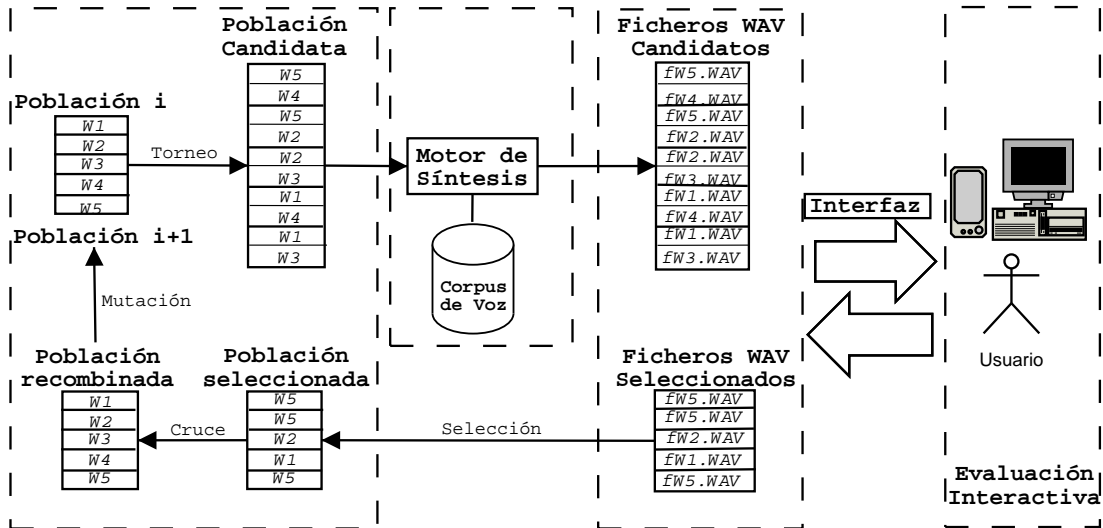 Población i
W1
W2
W3
W4
W5
Torneo
Población
Candidata
W5
W4
W5
W2
W2
W3
W1
W4
W1
W3
Motor de
Síntesis
Corpus
de Voz
Ficheros WAV
Candidatos
fW5.WAV
fW4.WAV
fW5.WAV
fW2.WAV
fW2.WAV
fW3.WAV
fW1.WAV
fW4.WAV
fW1.WAV
fW3.WAV
Interfaz
Usuario
Evaluación
Interactiva
Ficheros WAV
Seleccionados
fW5.WAV
fW5.WAV
fW2.WAV
fW1.WAV
fW5.WAV
Selección
Población
seleccionada
W5
W5
W2
W1
W5
Cruce
Población
recombinada
W1
W2
W3
W4
W5
Mutación
Población i+1